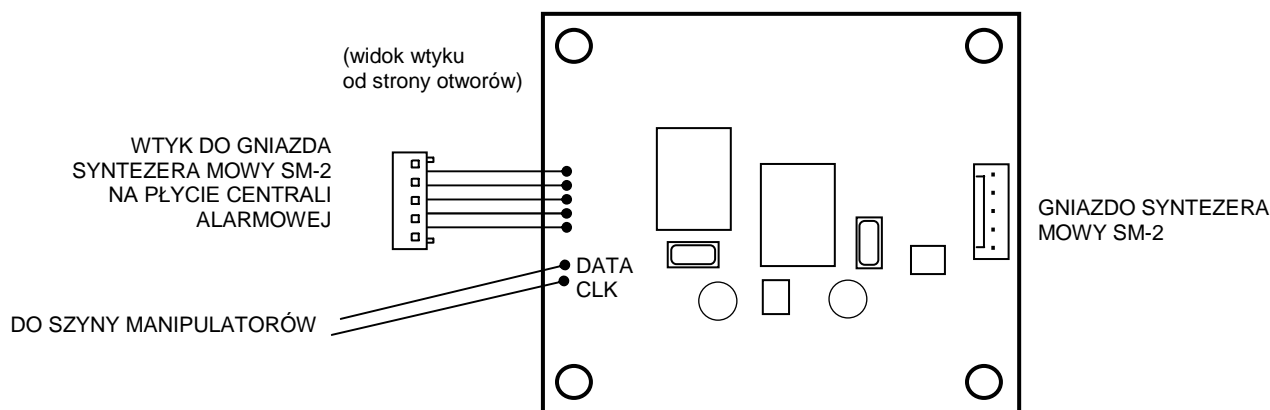 (widok wtyku
od strony otworów)
WTYK DO GNIAZDA
SYNTEZERA MOWY SM-2
NA PŁYCIE CENTRALI
ALARMOWEJ
GNIAZDO SYNTEZERA
MOWY SM-2
DATA
CLK
DO SZYNY MANIPULATORÓW